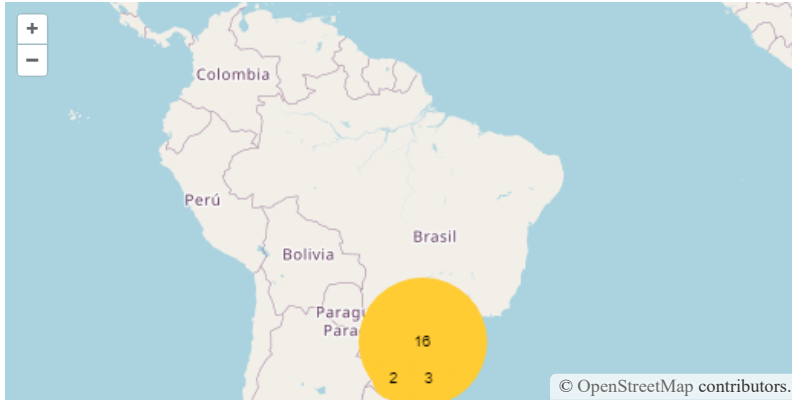 +
−
Colombia
Perú
Brasil
Bolivia
Paragu
Para
16
2 3
© OpenStreetMap contributors.